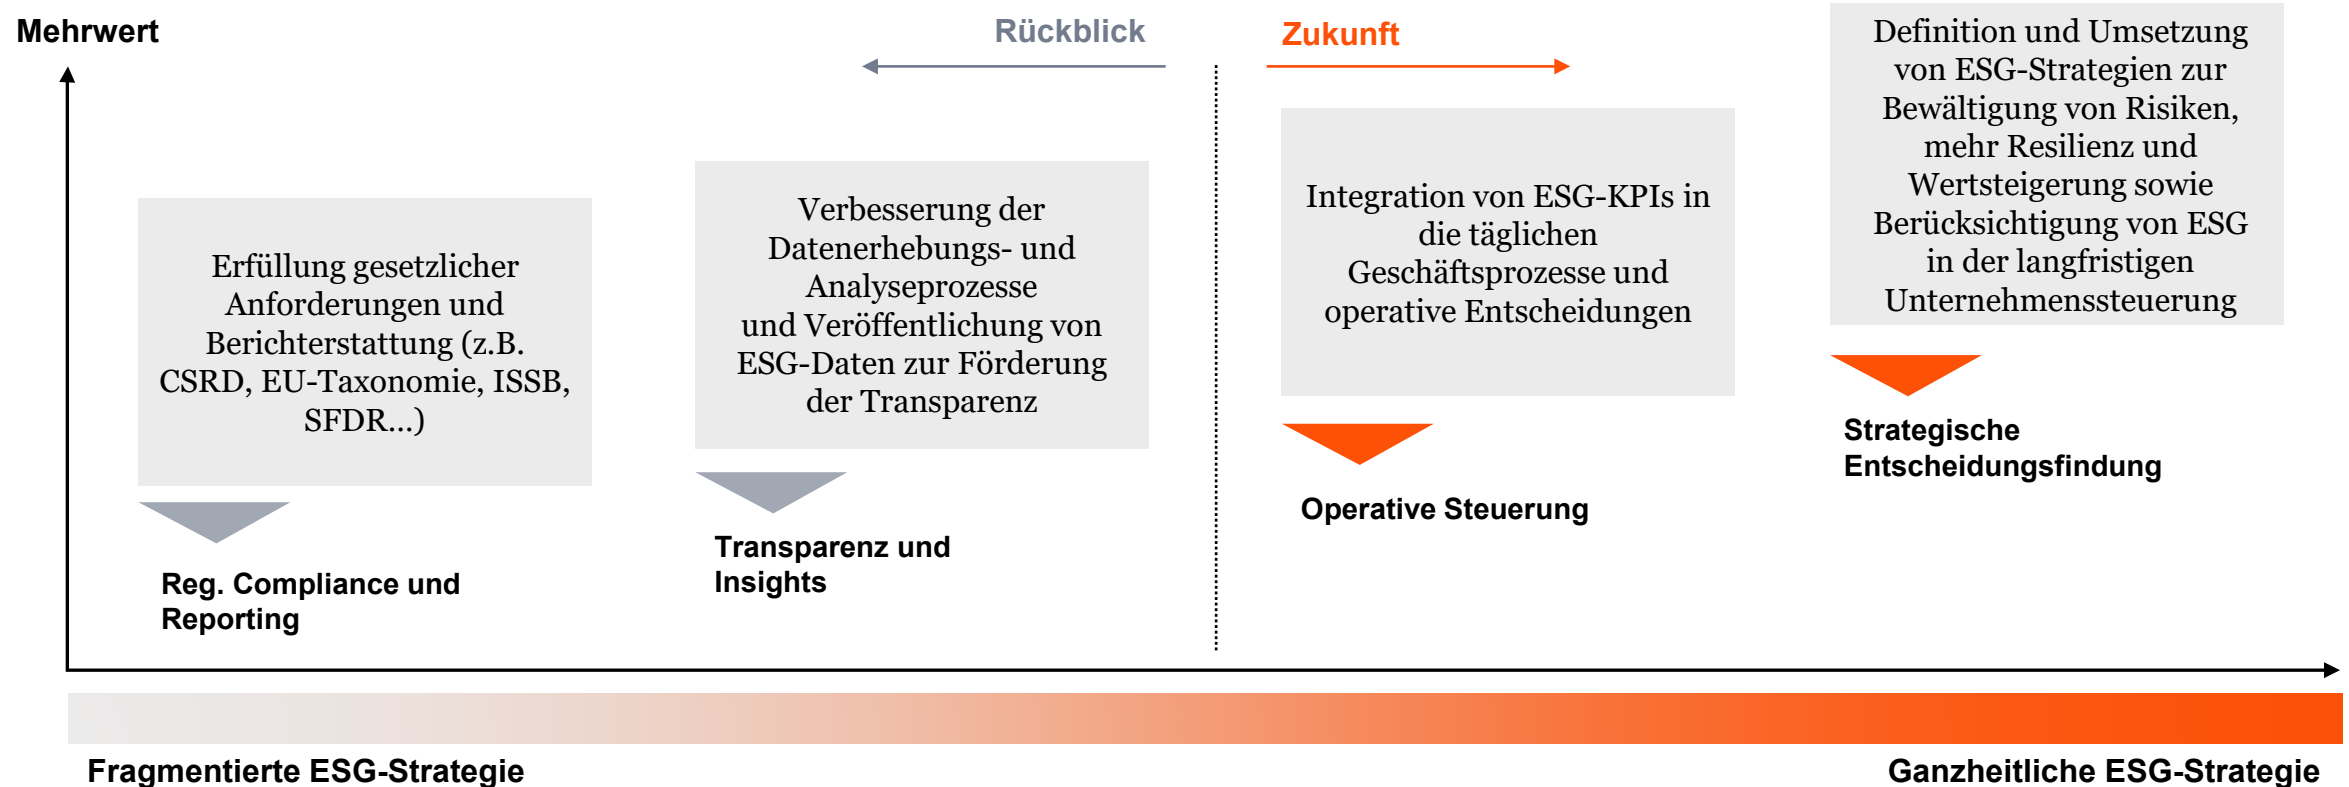 Mehrwert
Rückblick
Zukunft
Erfüllung gesetzlicher
Anforderungen und
Berichterstattung (z.B.
CSRD, EU-Taxonomie, ISSB,
SFDR...)
Reg. Compliance und
Reporting
Verbesserung der
Datenerhebungs- und
Analyseprozesse
und Veröffentlichung von
ESG-Daten zur Förderung
der Transparenz
Transparenz und
Insights
Integration von ESG-KPIs in
die täglichen
Geschäftsprozesse und
operative Entscheidungen
Operative Steuerung
Definition und Umsetzung
von ESG-Strategien zur
Bewältigung von Risiken,
mehr Resilienz und
Wertsteigerung sowie
Berücksichtigung von ESG
in der langfristigen
Unternehmenssteuerung
Strategische
Entscheidungsfindung
Fragmentierte ESG-Strategie
Ganzheitliche ESG-Strategie